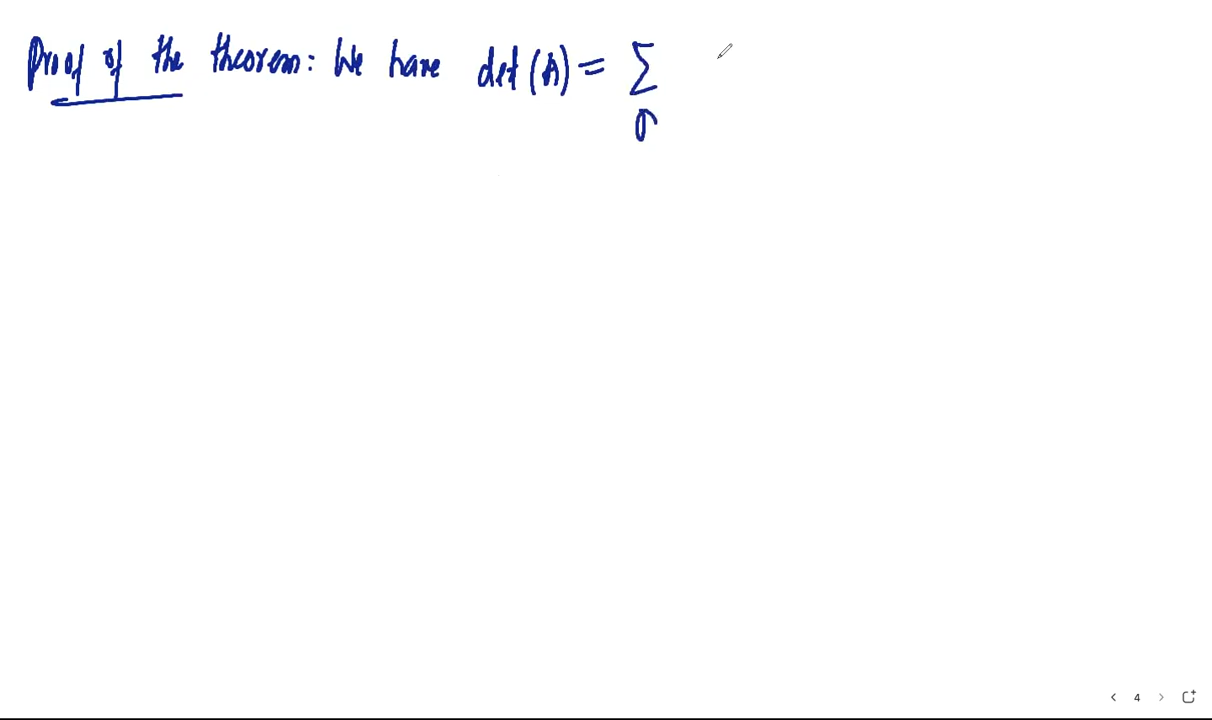 Proof of the theorem: We have det (A) = ∑
σ
4